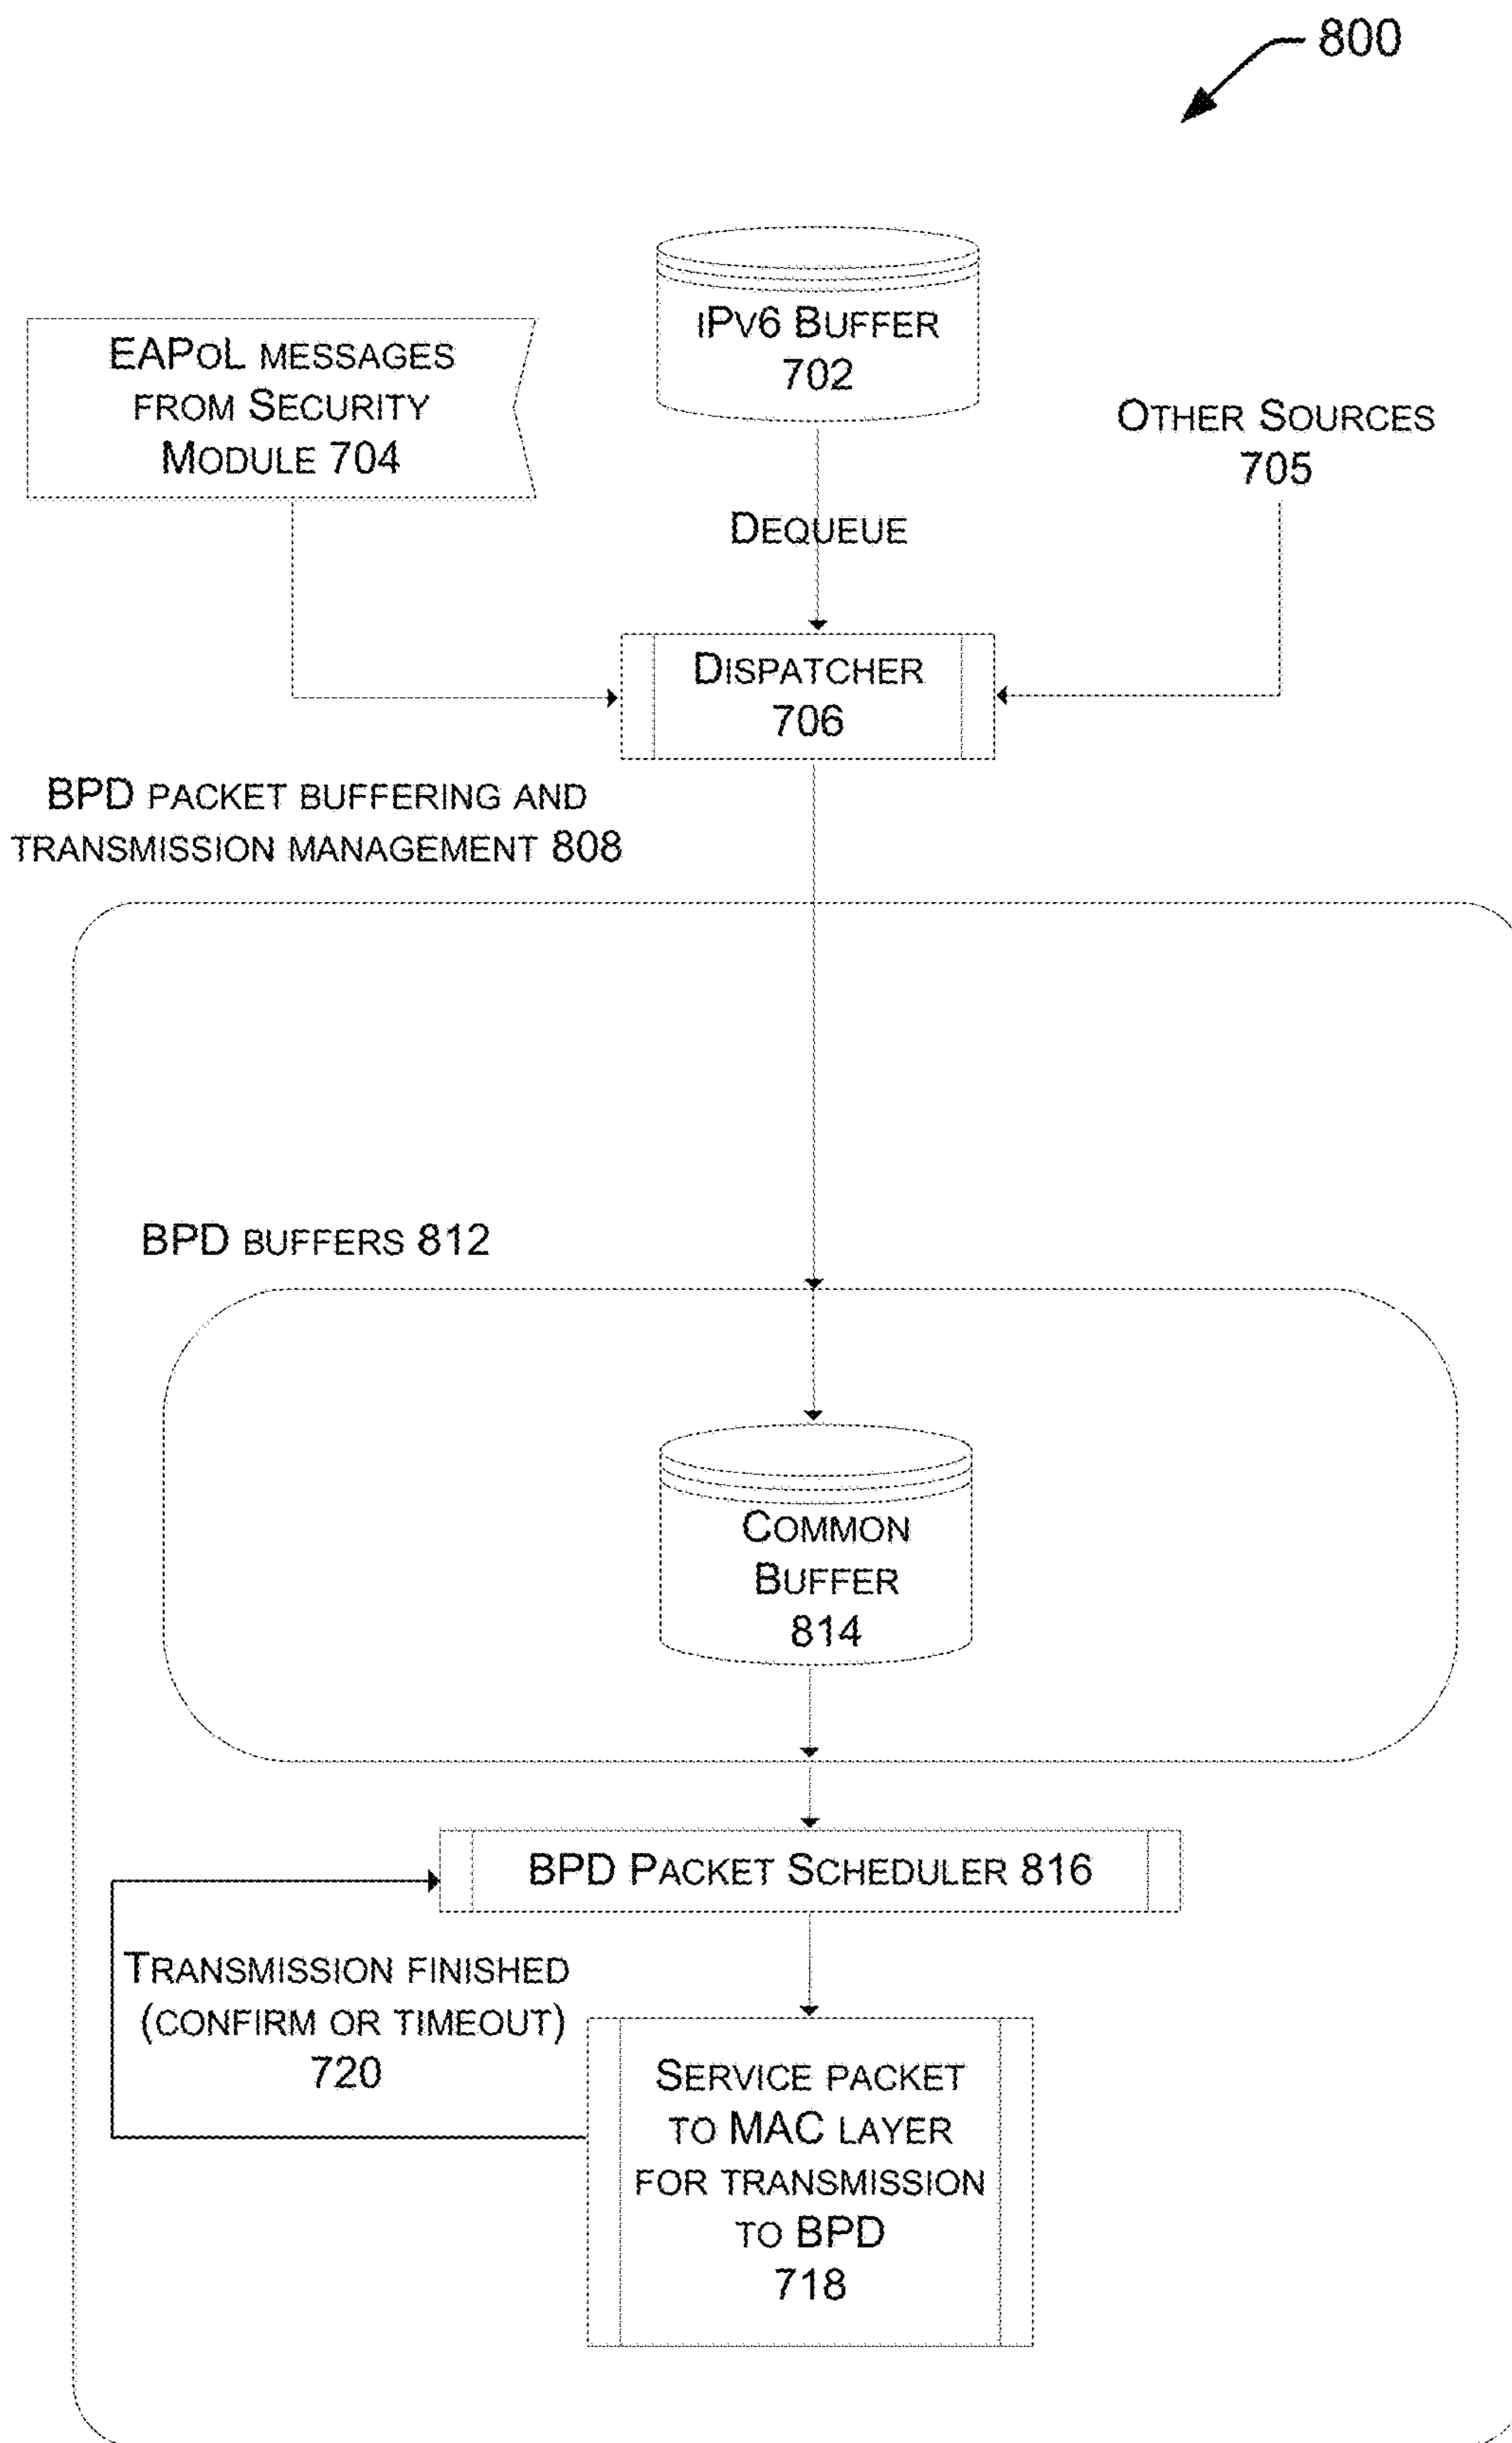 800
IPv6 BUFFER
702
EAPoL MESSAGES
FROM SECURITY
MODULE 704
OTHER SOURCES
705
DEQUEUE
DISPATCHER
706
BPD PACKET BUFFERING AND
TRANSMISSION MANAGEMENT 808
BPD BUFFERS 812
COMMON
BUFFER
814
BPD PACKET SCHEDULER 816
TRANSMISSION FINISHED
(CONFIRM OR TIMEOUT)
720
SERVICE PACKET
TO MAC LAYER
FOR TRANSMISSION
TO BPD
718